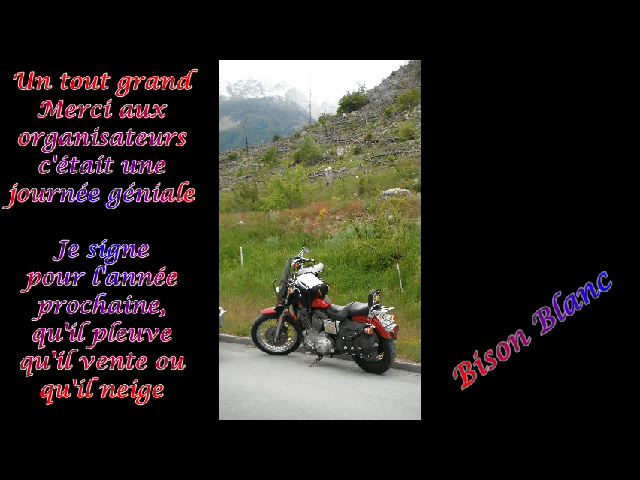 Un tout grand
Merci aux
organisateurs
c'était une
journée géniale
Je signe
pour l'année
prochaine,
qu'il pleuve
qu'il vente ou
qu'il neige
Bison Blanc